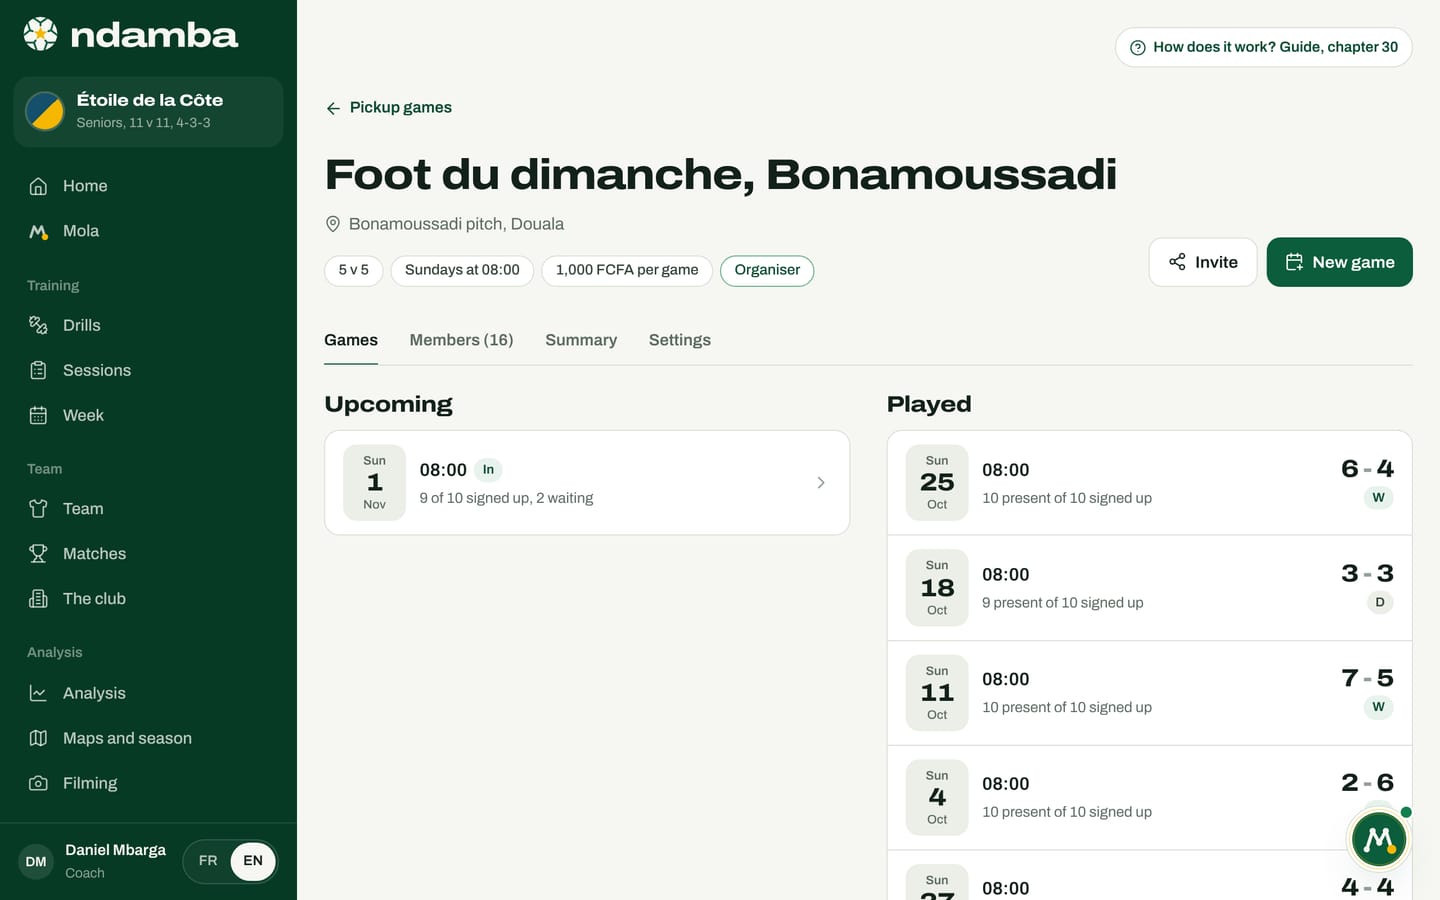 ndamba
Étoile de la Côte
Seniors, 11 v 11, 4-3-3
Home
Mola
Training
Drills
Sessions
Week
Team
Team
Matches
The club
Analysis
Analysis
Maps and season
Filming
DM
Daniel Mbarga
Coach
FR
EN
How does it work? Guide, chapter 30
Pickup games
Foot du dimanche, Bonamoussadi
Bonamoussadi pitch, Douala
5 v 5
Sundays at 08:00
1,000 FCFA per game
Organiser
Invite
New game
Games
Members (16)
Summary
Settings
Upcoming
Sun
1
Nov
08:00 In
9 of 10 signed up, 2 waiting
Played
Sun
25
Oct
08:00
10 present of 10 signed up
6 - 4
W
Sun
18
Oct
08:00
9 present of 10 signed up
3 - 3
D
Sun
11
Oct
08:00
10 present of 10 signed up
7 - 5
W
Sun
4
Oct
08:00
10 present of 10 signed up
2 - 6
Sun
27
08:00
4 - 4